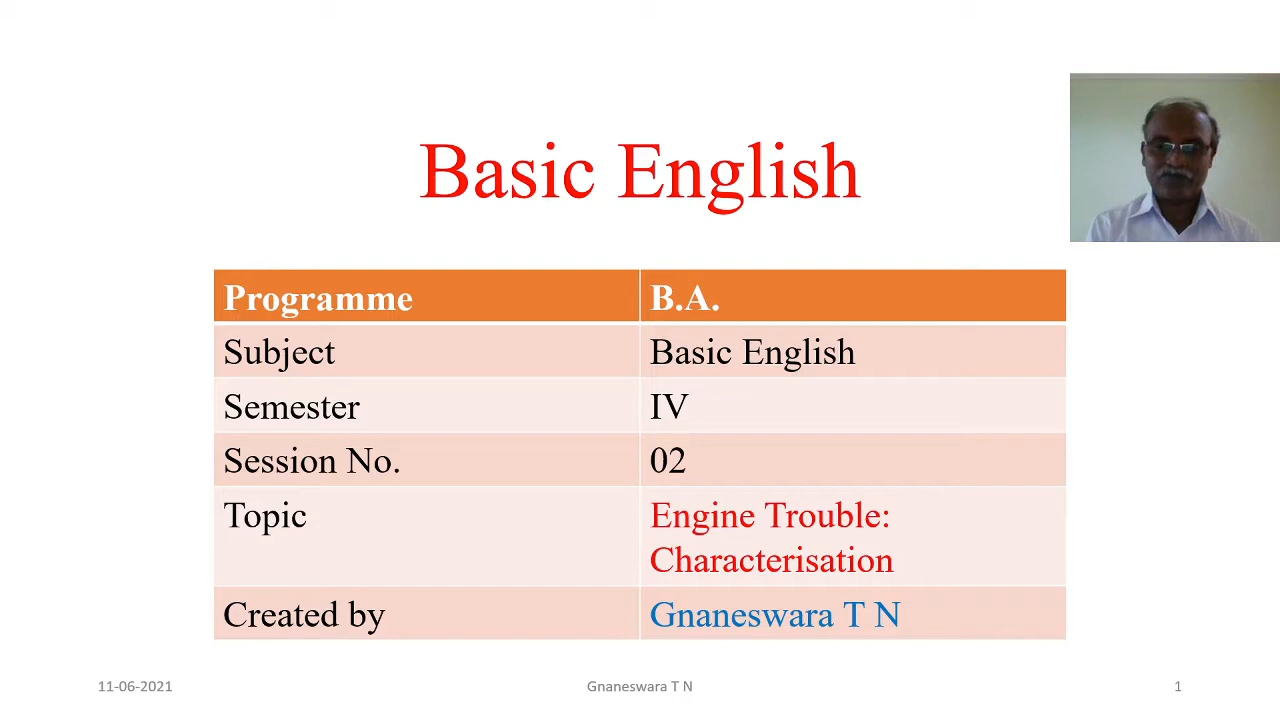 Basic English
Programme B.A.
Subject Basic English
Semester IV
Session No. 02
Topic Engine Trouble:
Characterisation
Created by Gnaneswara T N
11-06-2021 Gnaneswara T N 1